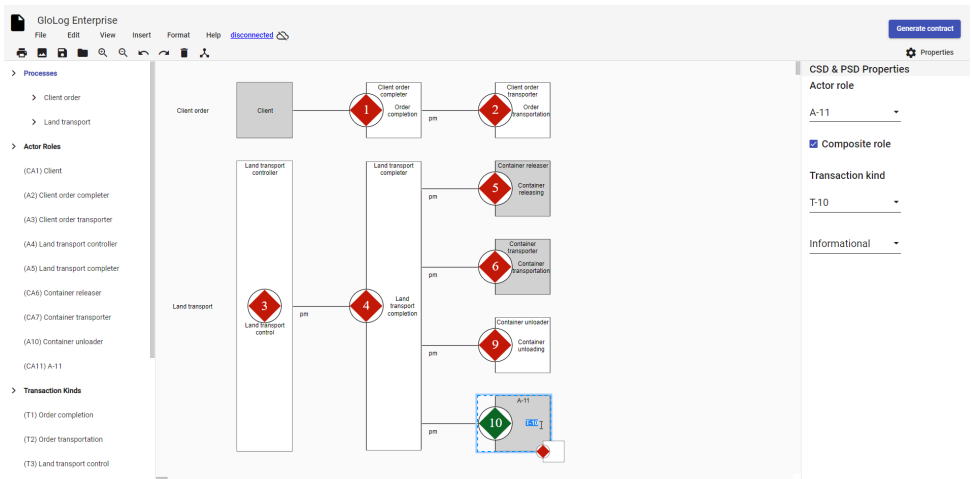 GloLog Enterprise
File Edit View Insert Format Help disconnected
Generate contract
Properties
Processes
Client order
Land transport
Actor Roles
(CA1) Client
(A2) Client order completer
(A3) Client order transporter
(A4) Land transport controller
(A5) Land transport completer
(CA6) Container releaser
(CA7) Container transporter
(A10) Container unloader
(CA11) A-11
Transaction Kinds
(T1) Order completion
(T2) Order transportation
(T3) Land transport control
Client order
Client
Client order
completer
1
Order
completion
pm
Client order
transporter
2
Order
transportation
Land transport
Land transport
controller
3
Land transport
control
pm
Land transport
completer
4
Land
transport
completion
pm
Container releaser
5
Container
releasing
pm
Container
transporter
6
Container
transportation
pm
Container unloader
9
Container
unloading
pm
A-11
10
T-10
CSD & PSD Properties
Actor role
A-11
Composite role
Transaction kind
T-10
Informational